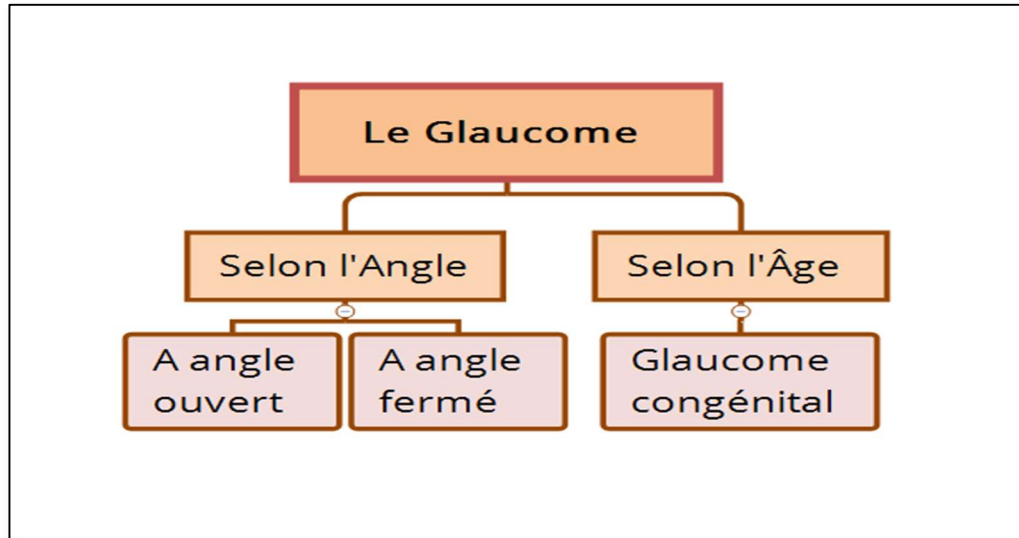 Le Glaucome
Selon l'Angle
Selon l'Âge
A angle
ouvert
A angle
fermé
Glaucome
congénital